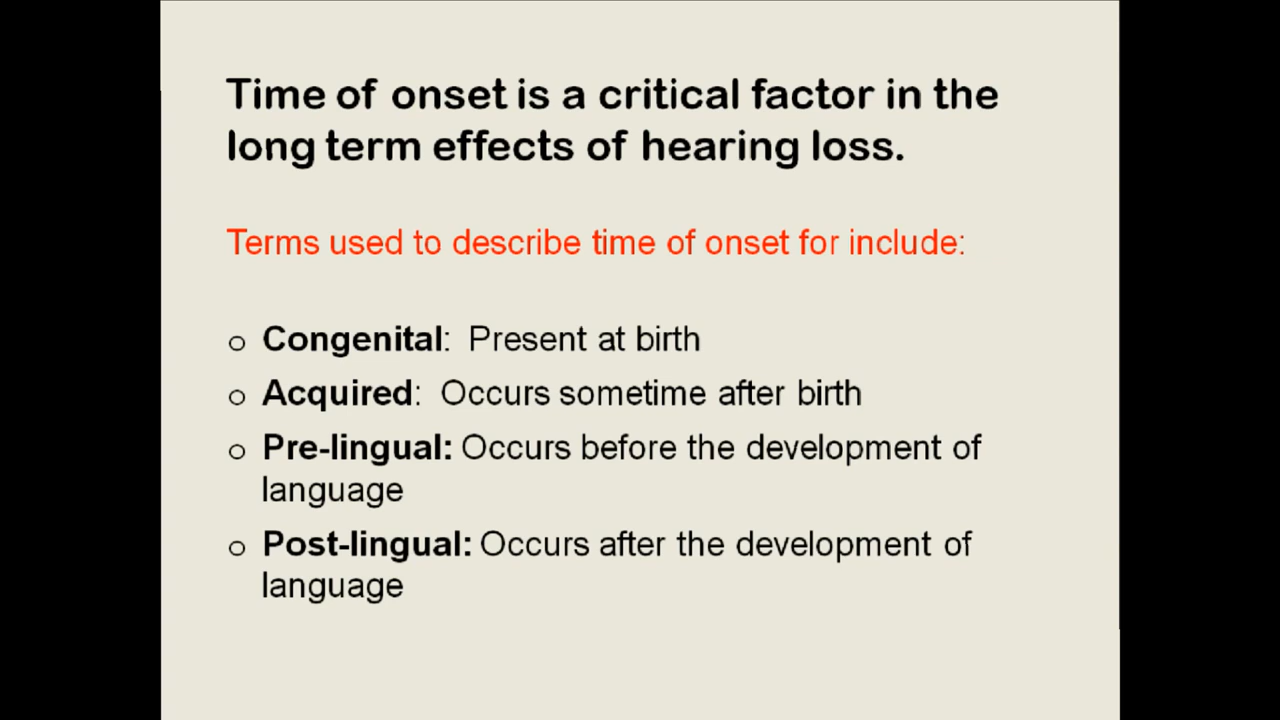 Time of onset is a critical factor in the
long term effects of hearing loss.
Terms used to describe time of onset for include:
o Congenital: Present at birth
o Acquired: Occurs sometime after birth
o Pre-lingual: Occurs before the development of
language
o Post-lingual: Occurs after the development of
language